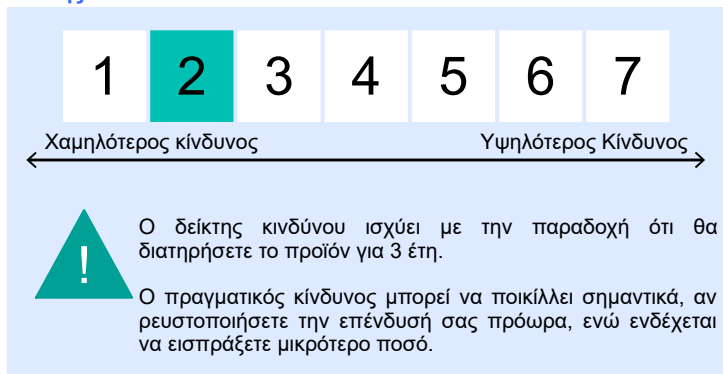 1 2 3 4 5 6 7
Χαμηλότερος κίνδυνος Υψηλότερος Κίνδυνος
!
Ο δείκτης κινδύνου ισχύει με την παραδοχή ότι θα
διατηρήσετε το προϊόν για 3 έτη.
Ο πραγματικός κίνδυνος μπορεί να ποικίλλει σημαντικά, αν
ρευστοποιήσετε την επένδυσή σας πρόωρα, ενώ ενδέχεται
να εισπράξετε μικρότερο ποσό.